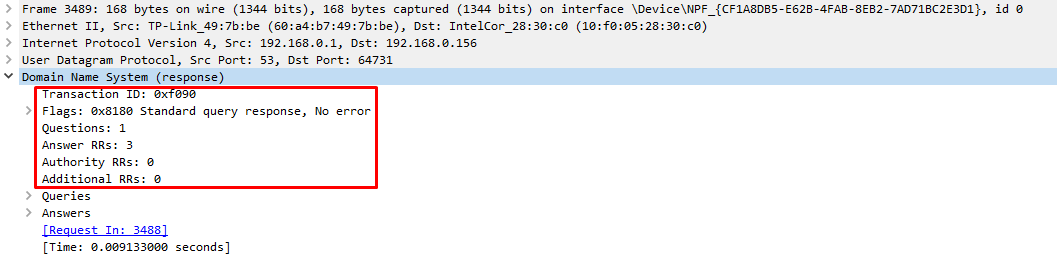 Frame 3489: 168 bytes on wire (1344 bits), 168 bytes captured (1344 bits) on interface \Device\NPF_{CF1A8DB5-E62B-4FAB-8EB2-7AD71BC2E3D1}, id 0
Ethernet II, Src: TP-Link_49:7b:be (60:a4:b7:49:7b:be), Dst: IntelCor_28:30:c0 (10:f0:05:28:30:c0)
Internet Protocol Version 4, Src: 192.168.0.1, Dst: 192.168.0.156
User Datagram Protocol, Src Port: 53, Dst Port: 64731
Domain Name System (response)
Transaction ID: 0xf090
Flags: 0x8180 Standard query response, No error
Questions: 1
Answer RRs: 3
Authority RRs: 0
Additional RRs: 0
Queries
Answers
[Request In: 3488]
[Time: 0.009133000 seconds]